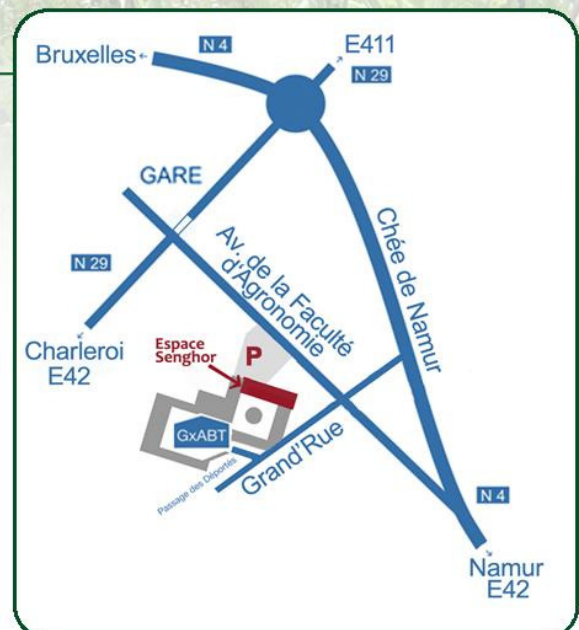 E411
N 4
Bruxelles
N 29
GARE
Chée de Namur
Av. de la Faculté
d'Agronomie
N 29
Charleroi
E42
Espace
Senghor
P
GxABT
Grand'Rue
Passage des Déportés
N 4
Namur
E42